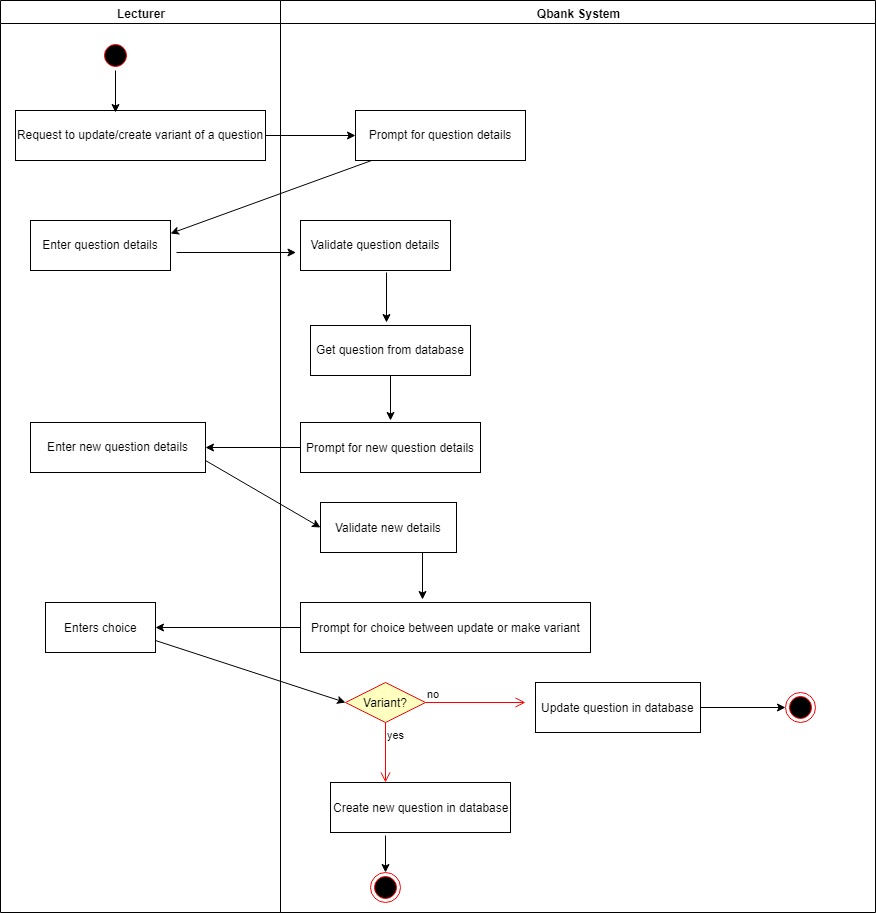 Lecturer
Qbank System
Request to update/create variant of a question
Prompt for question details
Enter question details
Validate question details
Get question from database
Enter new question details
Prompt for new question details
Validate new details
Enters choice
Prompt for choice between update or make variant
Variant?
no
Update question in database
yes
Create new question in database